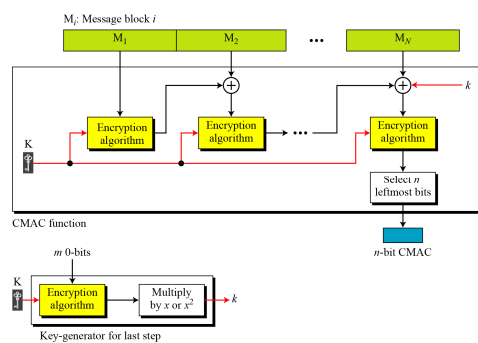 Mi: Message block i
M1 M2 ••• MN
k
K
Encryption algorithm
Encryption algorithm
•••
Encryption algorithm
Select n leftmost bits
CMAC function
n-bit CMAC
m 0-bits
K
Encryption algorithm
Multiply by x or x²
k
Key-generator for last step